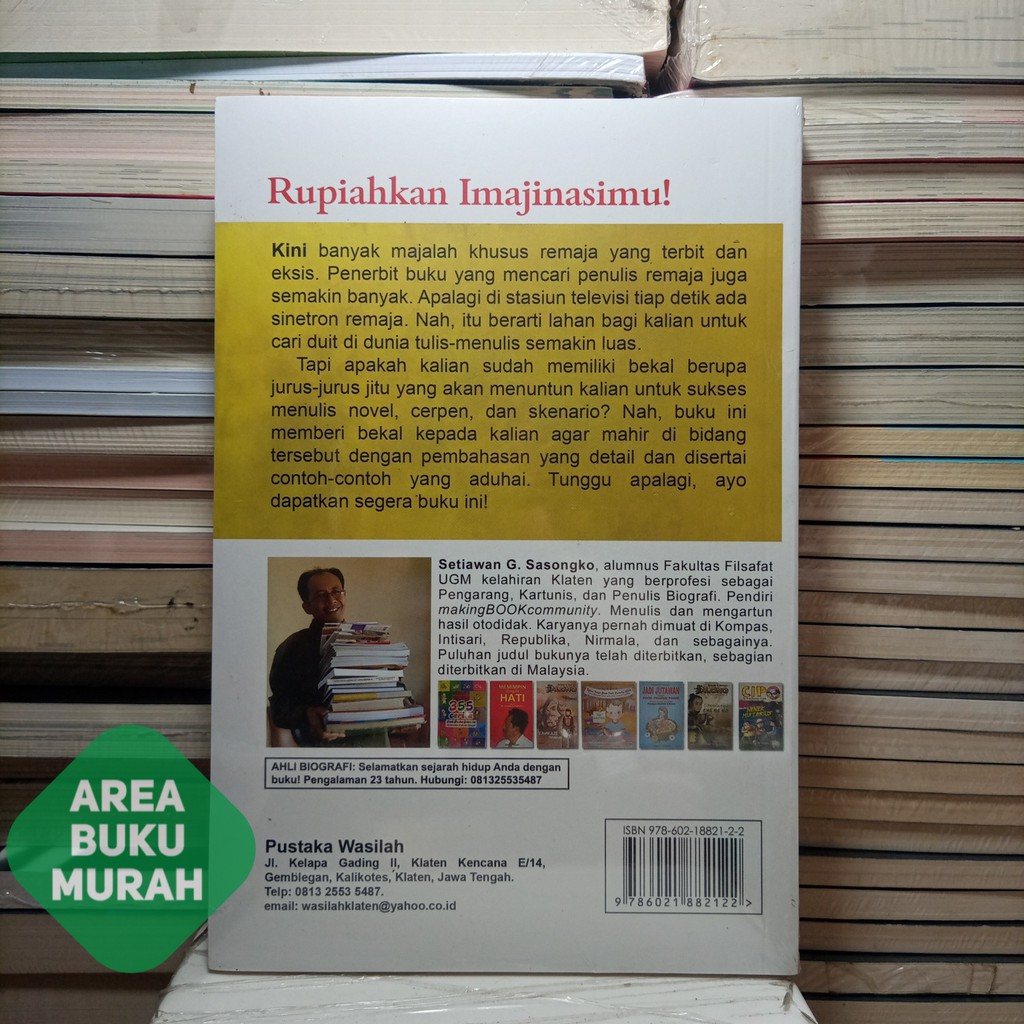 Rupiahkan Imajinasimu!
Kini banyak majalah khusus remaja yang terbit dan
eksis. Penerbit buku yang mencari penulis remaja juga
semakin banyak. Apalagi di stasiun televisi tiap detik ada
sinetron remaja. Nah, itu berarti lahan bagi kalian untuk
cari duit di dunia tulis-menulis semakin luas.
Tapi apakah kalian sudah memiliki bekal berupa
jurus-jurus jitu yang akan menuntun kalian untuk sukses
menulis novel, cerpen, dan skenario? Nah, buku ini
memberi bekal kepada kalian agar mahir di bidang
tersebut dengan pembahasan yang detail dan disertai
contoh-contoh yang aduhai. Tunggu apalagi, ayo
dapatkan segera buku ini!
Setiawan G. Sasongko, alumnus Fakultas Filsafat
UGM kelahiran Klaten yang berprofesi sebagai
Pengarang, Kartunis, dan Penulis Biografi. Pendiri
makingBOOKcommunity. Menulis dan mengartun
hasil otodidak. Karyanya pernah dimuat di Kompas,
Intisari, Republika, Nirmala, dan sebagainya.
Puluhan judul bukunya telah diterbitkan, sebagian
diterbitkan di Malaysia.
355
HATI
JADI JUTAWAN
CIP
AHLI BIOGRAFI: Selamatkan sejarah hidup Anda dengan
buku! Pengalaman 23 tahun. Hubungi: 081325535487
Pustaka Wasilah
Jl. Kelapa Gading II, Klaten Kencana E/14,
Gemblegan, Kalikotes, Klaten, Jawa Tengah.
Telp: 0813 2553 5487.
email: wasilahklaten@yahoo.co.id
ISBN 978-602-18821-2-2
9 786021 882122 >
AREA
BUKU
MURAH